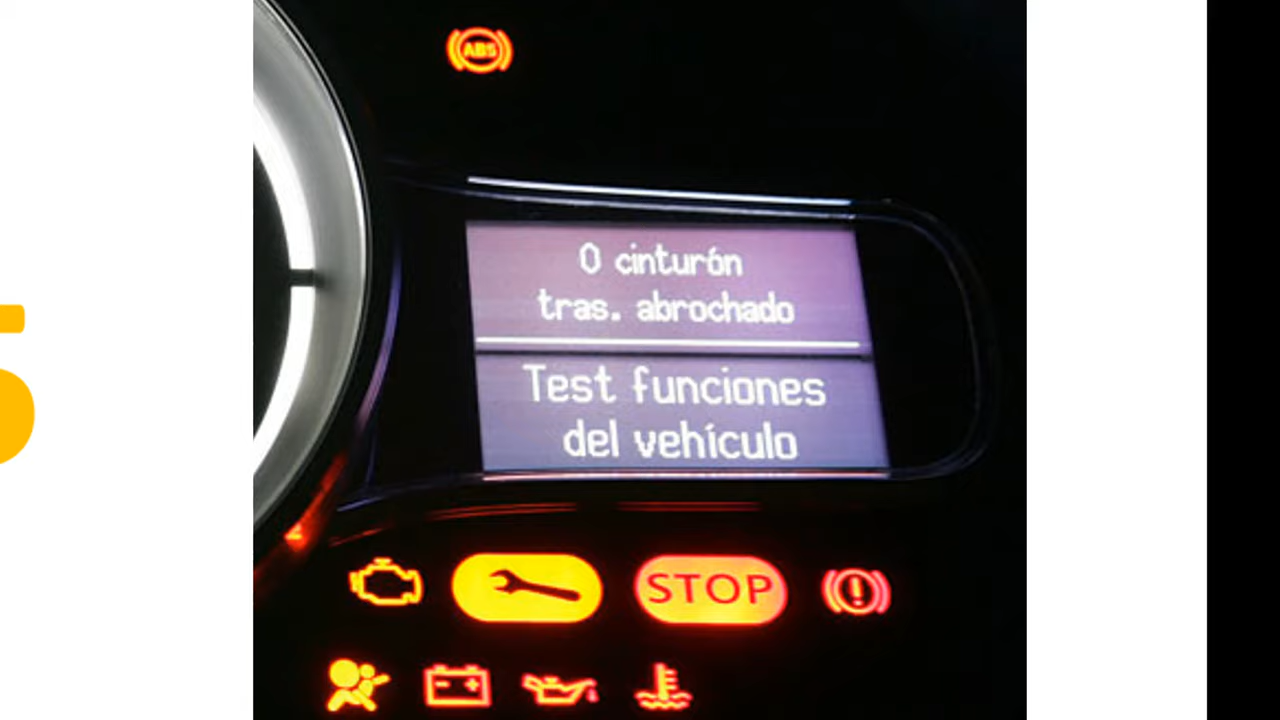 ABS
0 cinturón
tras. abrochado
Test funciones
del vehículo
STOP